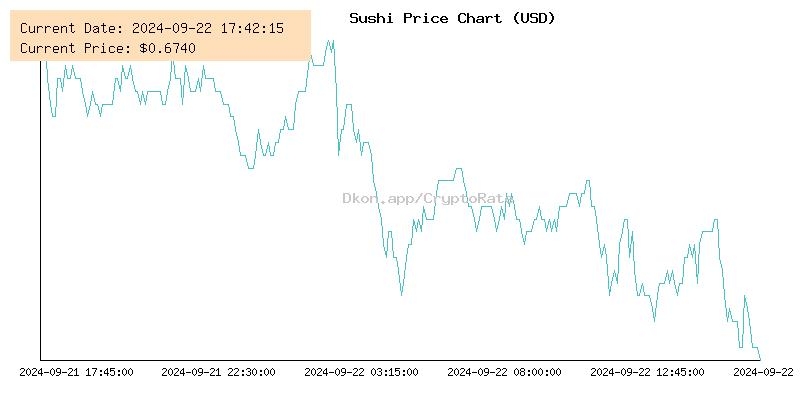 Sushi Price Chart (USD)
Current Date: 2024-09-22 17:42:15
Current Price: $0.6740
Dkon.app/CryptoRate
2024-09-21 17:45:00 2024-09-21 22:30:00 2024-09-22 03:15:00 2024-09-22 08:00:00 2024-09-22 12:45:00 2024-09-22